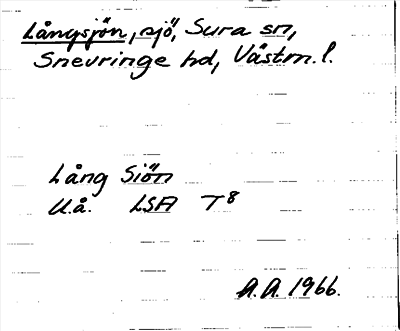 Långsjön, sjö, Sura sn,
Snevringe hd, Västm. l.
Lång Siön
U.å. LSA T8
A.A. 1966.